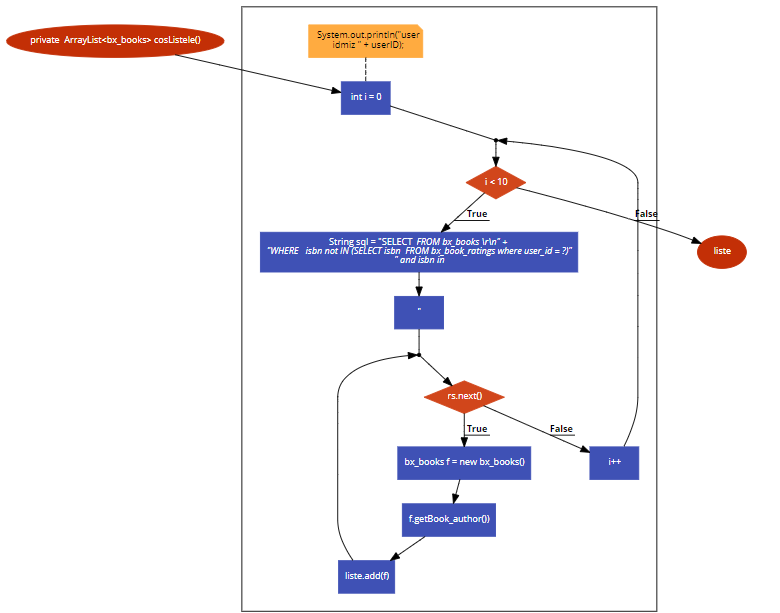 System.out.println("user
idmiz " + userID);
private ArrayList<bx_books> cosListele()
int i = 0
i < 10
True
False
String sql = "SELECT FROM bx_books \r\n" +
"WHERE isbn not IN (SELECT isbn FROM bx_book_ratings where user_id = ?)"
" and isbn in
liste
"
rs.next()
True
False
bx_books f = new bx_books()
i++
f.getBook_author())
liste.add(f)